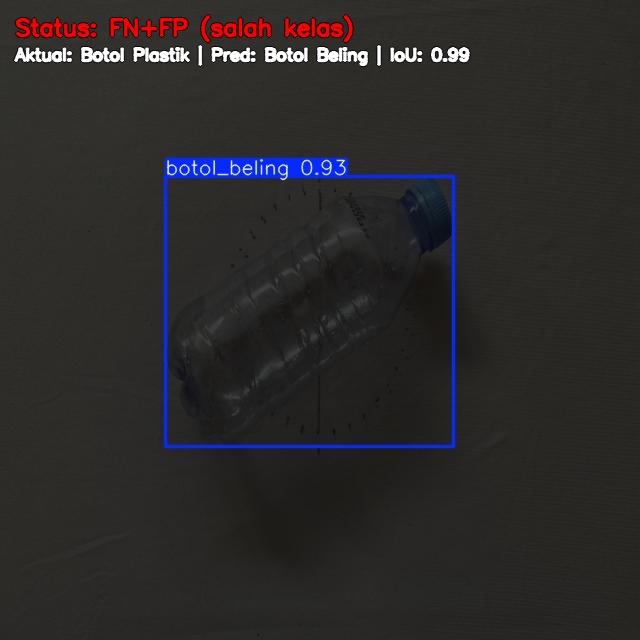 Status: FN+FP (salah kelas)
Aktual: Botol Plastik | Pred: Botol Beling | IoU: 0.99
botol_beling 0.93